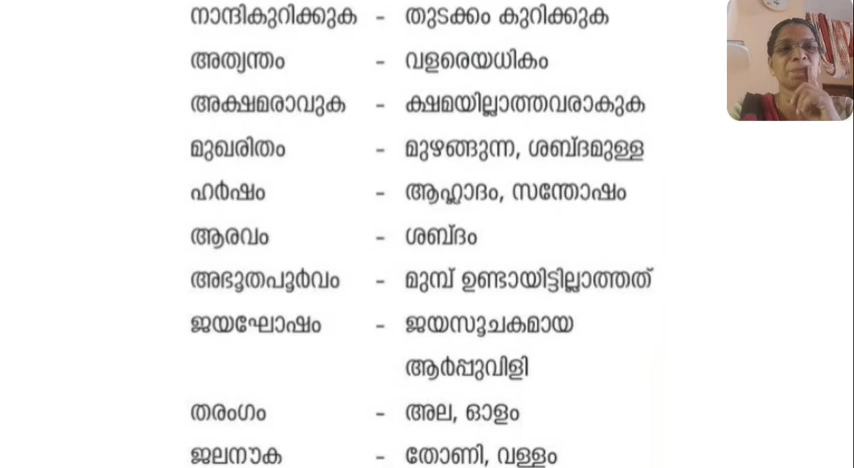 നാന്ദികുറിക്കുക - തുടക്കം കുറിക്കുക
അത്യന്തം - വളരെയധികം
അക്ഷമരാവുക - ക്ഷമയില്ലാത്തവരാകുക
മുഖരിതം - മുഴങ്ങുന്ന, ശബ്ദമുള്ള
ഹർഷം - ആഹ്ലാദം, സന്തോഷം
ആരവം - ശബ്ദം
അഭൂതപൂർവം - മുമ്പ് ഉണ്ടായിട്ടില്ലാത്തത്
ജയഘോഷം - ജയസൂചകമായ
ആർപ്പുവിളി
തരംഗം - അല, ഓളം
ജലനൗക - തോണി, വള്ളം